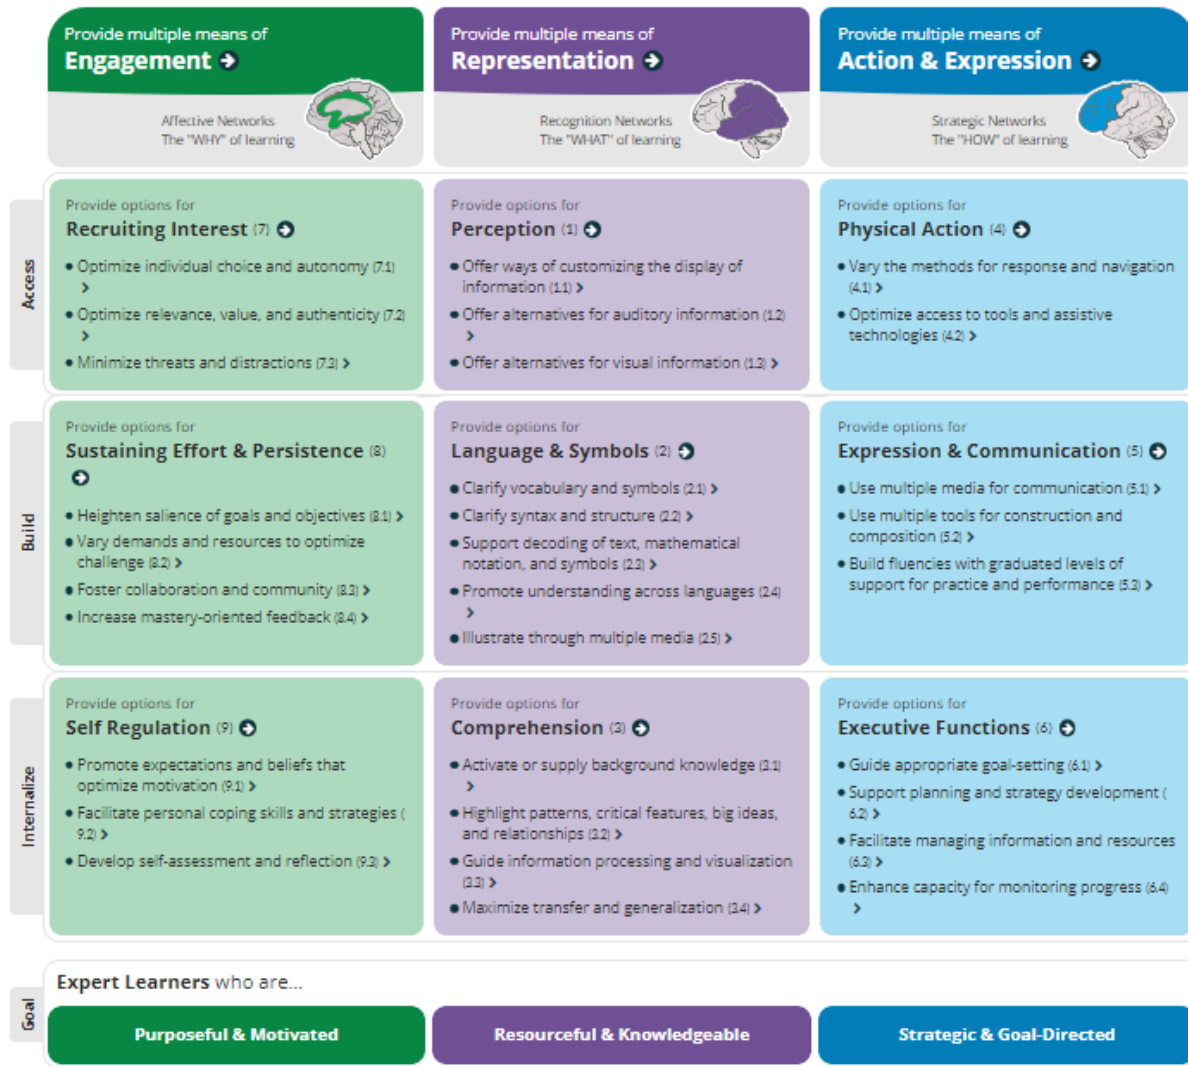 Provide multiple means of
Engagement
Affective Networks
The "WHY" of learning
Provide multiple means of
Representation
Recognition Networks
The "WHAT" of learning
Provide multiple means of
Action & Expression
Strategic Networks
The "HOW" of learning
Access
Provide options for
Recruiting Interest (7)
• Optimize individual choice and autonomy (7.1)
>
• Optimize relevance, value, and authenticity (7.2)
>
• Minimize threats and distractions (7.3) >
Provide options for
Perception (1)
• Offer ways of customizing the display of
information (1.1) >
• Offer alternatives for auditory information (1.2)
>
• Offer alternatives for visual information (1.3) >
Provide options for
Physical Action (4)
• Vary the methods for response and navigation
(4.1) >
• Optimize access to tools and assistive
technologies (4.2) >
Build
Provide options for
Sustaining Effort & Persistence (8)
• Heighten salience of goals and objectives (8.1) >
• Vary demands and resources to optimize
challenge (8.2) >
• Foster collaboration and community (8.3) >
• Increase mastery-oriented feedback (8.4) >
Provide options for
Language & Symbols (2)
• Clarify vocabulary and symbols (2.1) >
• Clarify syntax and structure (2.2) >
• Support decoding of text, mathematical
notation, and symbols (2.3) >
• Promote understanding across languages (2.4)
>
• Illustrate through multiple media (2.5) >
Provide options for
Expression & Communication (5)
• Use multiple media for communication (5.1) >
• Use multiple tools for construction and
composition (5.2) >
• Build fluencies with graduated levels of
support for practice and performance (5.3) >
Internalize
Provide options for
Self Regulation (9)
• Promote expectations and beliefs that
optimize motivation (9.1) >
• Facilitate personal coping skills and strategies (
9.2) >
• Develop self-assessment and reflection (9.3) >
Provide options for
Comprehension (3)
• Activate or supply background knowledge (3.1)
>
• Highlight patterns, critical features, big ideas,
and relationships (3.2) >
• Guide information processing and visualization
(3.3) >
• Maximize transfer and generalization (3.4) >
Provide options for
Executive Functions (6)
• Guide appropriate goal-setting (6.1) >
• Support planning and strategy development (
6.2) >
• Facilitate managing information and resources
(6.3) >
• Enhance capacity for monitoring progress (6.4)
>
Goal
Expert Learners who are...
Purposeful & Motivated
Resourceful & Knowledgeable
Strategic & Goal-Directed